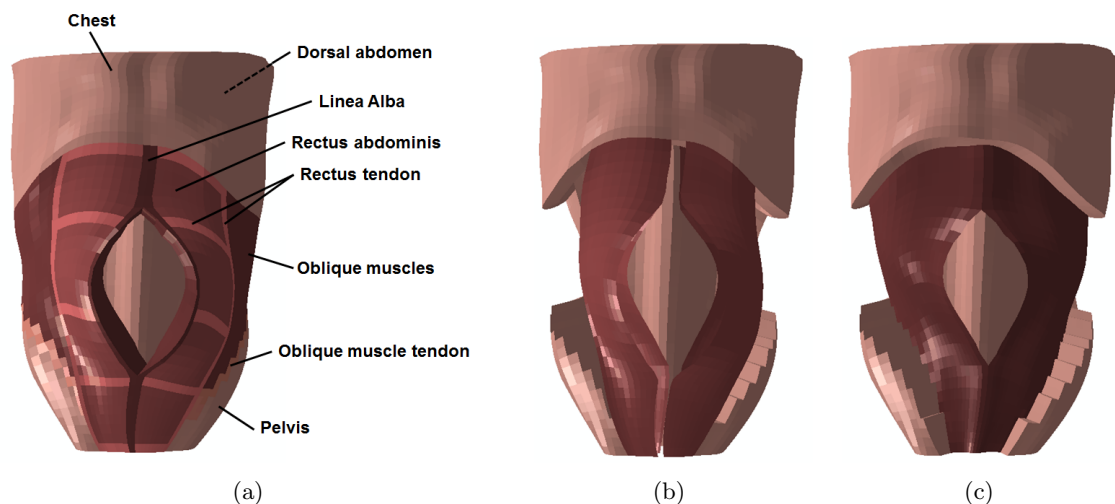 Chest
Dorsal abdomen
Linea Alba
Rectus abdominis
Rectus tendon
Oblique muscles
Oblique muscle tendon
Pelvis
(a)
(b)
(c)